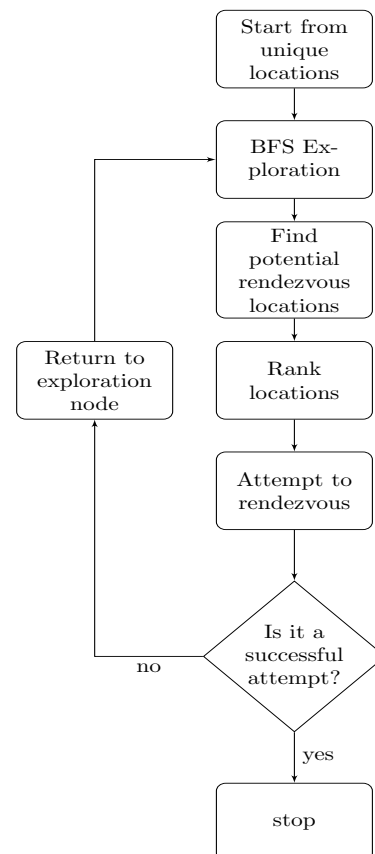 Start from
unique
locations
BFS Ex-
ploration
Find
potential
rendezvous
locations
Return to
exploration
node
Rank
locations
Attempt to
rendezvous
Is it a
successful
attempt?
no
yes
stop